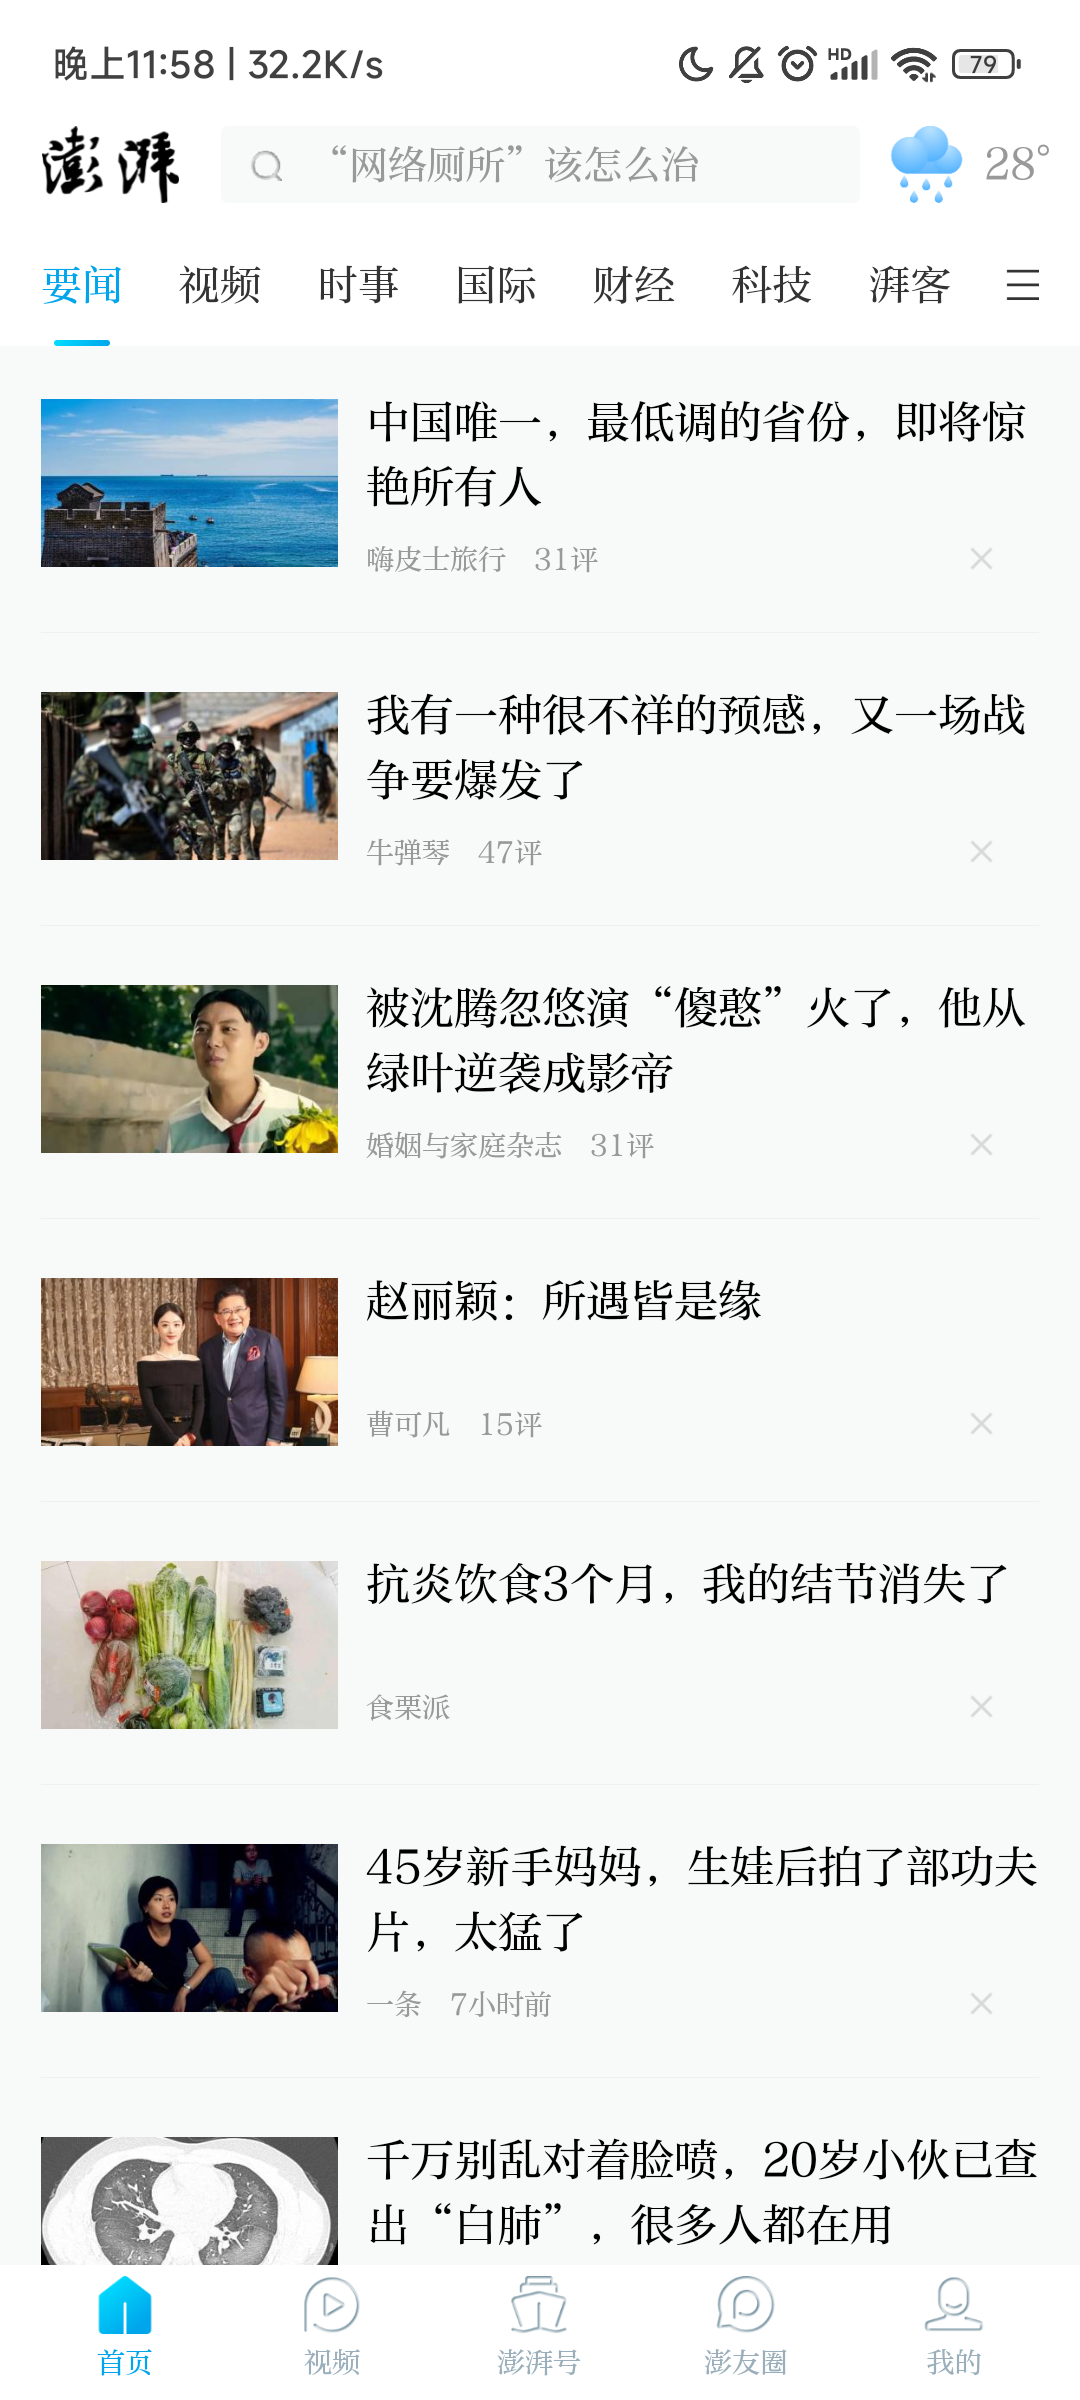 晚上11:58 | 32.2K/s
HD
79
澎湃
“网络厕所”该怎么治
28°
要闻 视频 时事 国际 财经 科技 湃客
中国唯一，最低调的省份，即将惊
艳所有人
嗨皮士旅行 31评
我有一种很不祥的预感，又一场战
争要爆发了
牛弹琴 47评
被沈腾忽悠演“傻憨”火了，他从
绿叶逆袭成影帝
婚姻与家庭杂志 31评
赵丽颖：所遇皆是缘
曹可凡 15评
抗炎饮食3个月，我的结节消失了
食栗派
45岁新手妈妈，生娃后拍了部功夫
片，太猛了
一条 7小时前
千万别乱对着脸喷，20岁小伙已查
出“白肺”，很多人都在用
首页 视频 澎湃号 澎友圈 我的